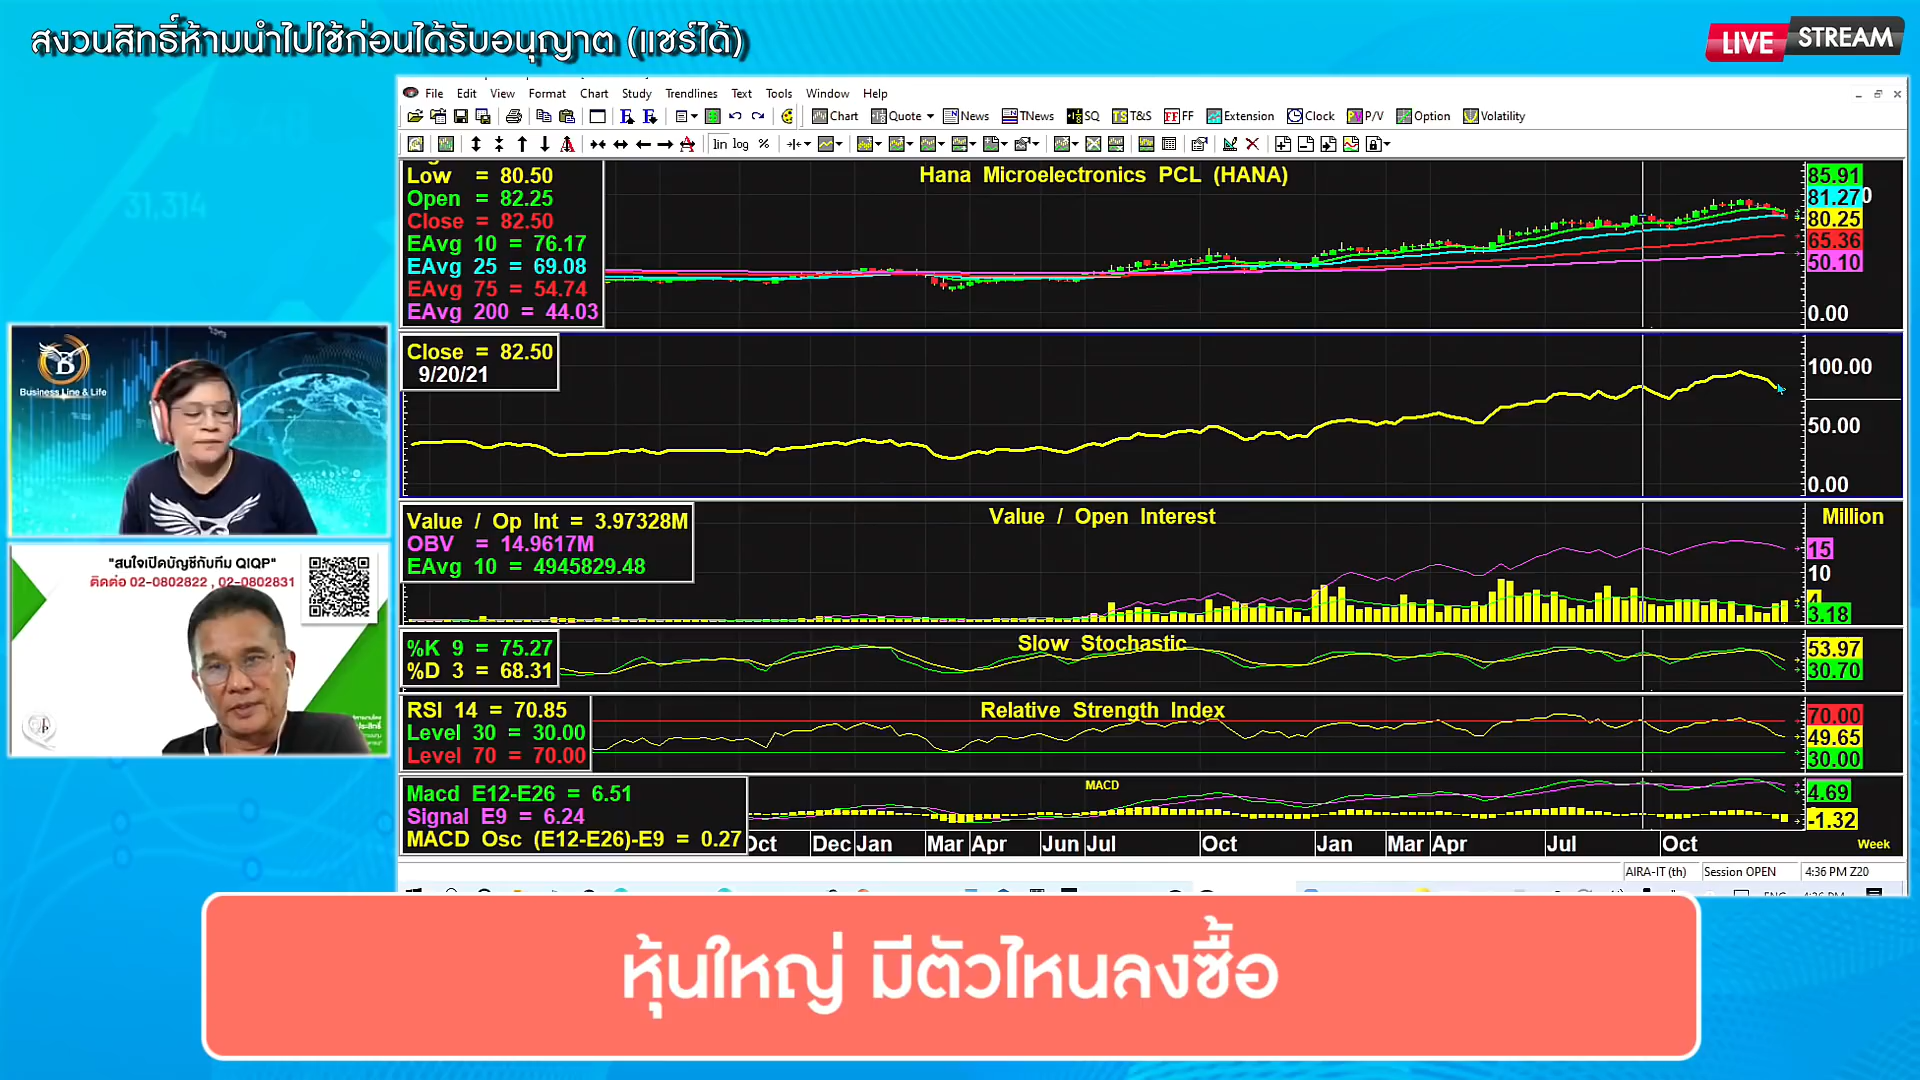 สงวนสิทธิ์ห้ามนำไปใช้ก่อนได้รับอนุญาต (แชร์ได้)
LIVE STREAM
31,314
File Edit View Format Chart Study Trendlines Text Tools Window Help
Chart Quote News TNews SQ T&S FF Extension Clock P/V Option Volatility
lin log %
Hana Microelectronics PCL (HANA)
Low = 80.50
Open = 82.25
Close = 82.50
EAvg 10 = 76.17
EAvg 25 = 69.08
EAvg 75 = 54.74
EAvg 200 = 44.03
85.91
81.27
80.25
65.36
50.10
0.00
Close = 82.50
9/20/21
100.00
50.00
0.00
Value / Op Int = 3.97328M
OBV = 14.9617M
EAvg 10 = 4945829.48
Value / Open Interest
Million
15
10
4
3.18
%K 9 = 75.27
%D 3 = 68.31
Slow Stochastic
53.97
30.70
RSI 14 = 70.85
Level 30 = 30.00
Level 70 = 70.00
Relative Strength Index
70.00
49.65
30.00
Macd E12-E26 = 6.51
Signal E9 = 6.24
MACD Osc (E12-E26)-E9 = 0.27
MACD
4.69
-1.32
Oct Dec Jan Mar Apr Jun Jul Oct Jan Mar Apr Jul Oct Week
AIRA-IT (th) Session OPEN 4:36 PM Z20
B
Business Line & Life
"สนใจเปิดบัญชีกับทีม QIQP"
ติดต่อ 02-0802822 , 02-0802831
หุ้นใหญ่ มีตัวไหนลงซื้อ